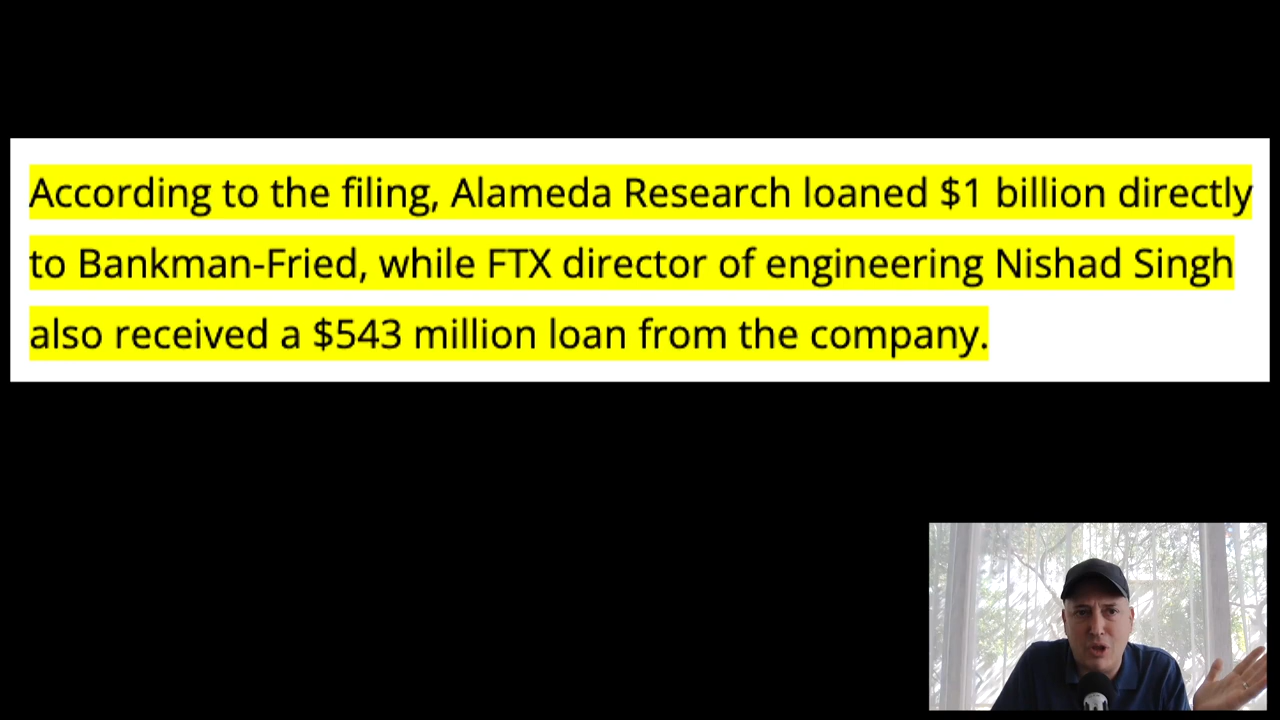 According to the filing, Alameda Research loaned $1 billion directly
to Bankman-Fried, while FTX director of engineering Nishad Singh
also received a $543 million loan from the company.